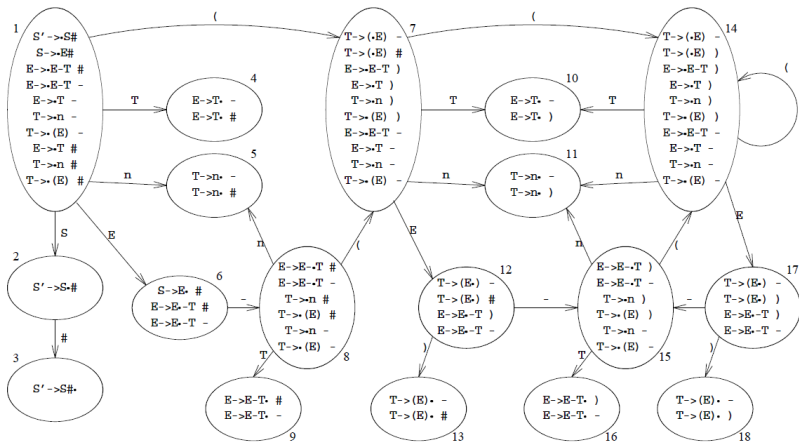 1
S'->•S#
S->•E#
E->•E-T #
E->•E-T -
E->•T -
T->•n -
T->•(E) -
E->•T #
T->•n #
T->•(E) #
(
T
n
S
E
4
E->T• -
E->T• #
5
T->n• -
T->n• #
2
S'->S•#
#
3
S'->S#•
6
S->E• #
E->E•-T #
E->E•-T -
-
8
E->E-•T #
E->E-•T -
T->•n #
T->•(E) #
T->•n -
T->•(E) -
n
(
T
9
E->E-T• #
E->E-T• -
7
T->(•E) -
T->(•E) #
E->•E-T )
E->•T )
T->•n )
T->•(E) )
E->•E-T -
E->•T -
T->•n -
T->•(E) -
(
T
n
E
10
E->T• -
E->T• )
11
T->n• -
T->n• )
12
T->(E•) -
T->(E•) #
E->E•-T )
E->E•-T -
-
)
13
T->(E)• -
T->(E)• #
14
T->(•E) -
T->(•E) )
E->•E-T )
E->•T )
T->•n )
T->•(E) )
E->•E-T -
E->•T -
T->•n -
T->•(E) -
(
T
n
E
15
E->E-•T )
E->E-•T -
T->•n )
T->•(E) )
T->•n -
T->•(E) -
n
(
T
16
E->E-T• )
E->E-T• -
17
T->(E•) -
T->(E•) )
E->E•-T )
E->E•-T -
-
)
18
T->(E)• -
T->(E)• )